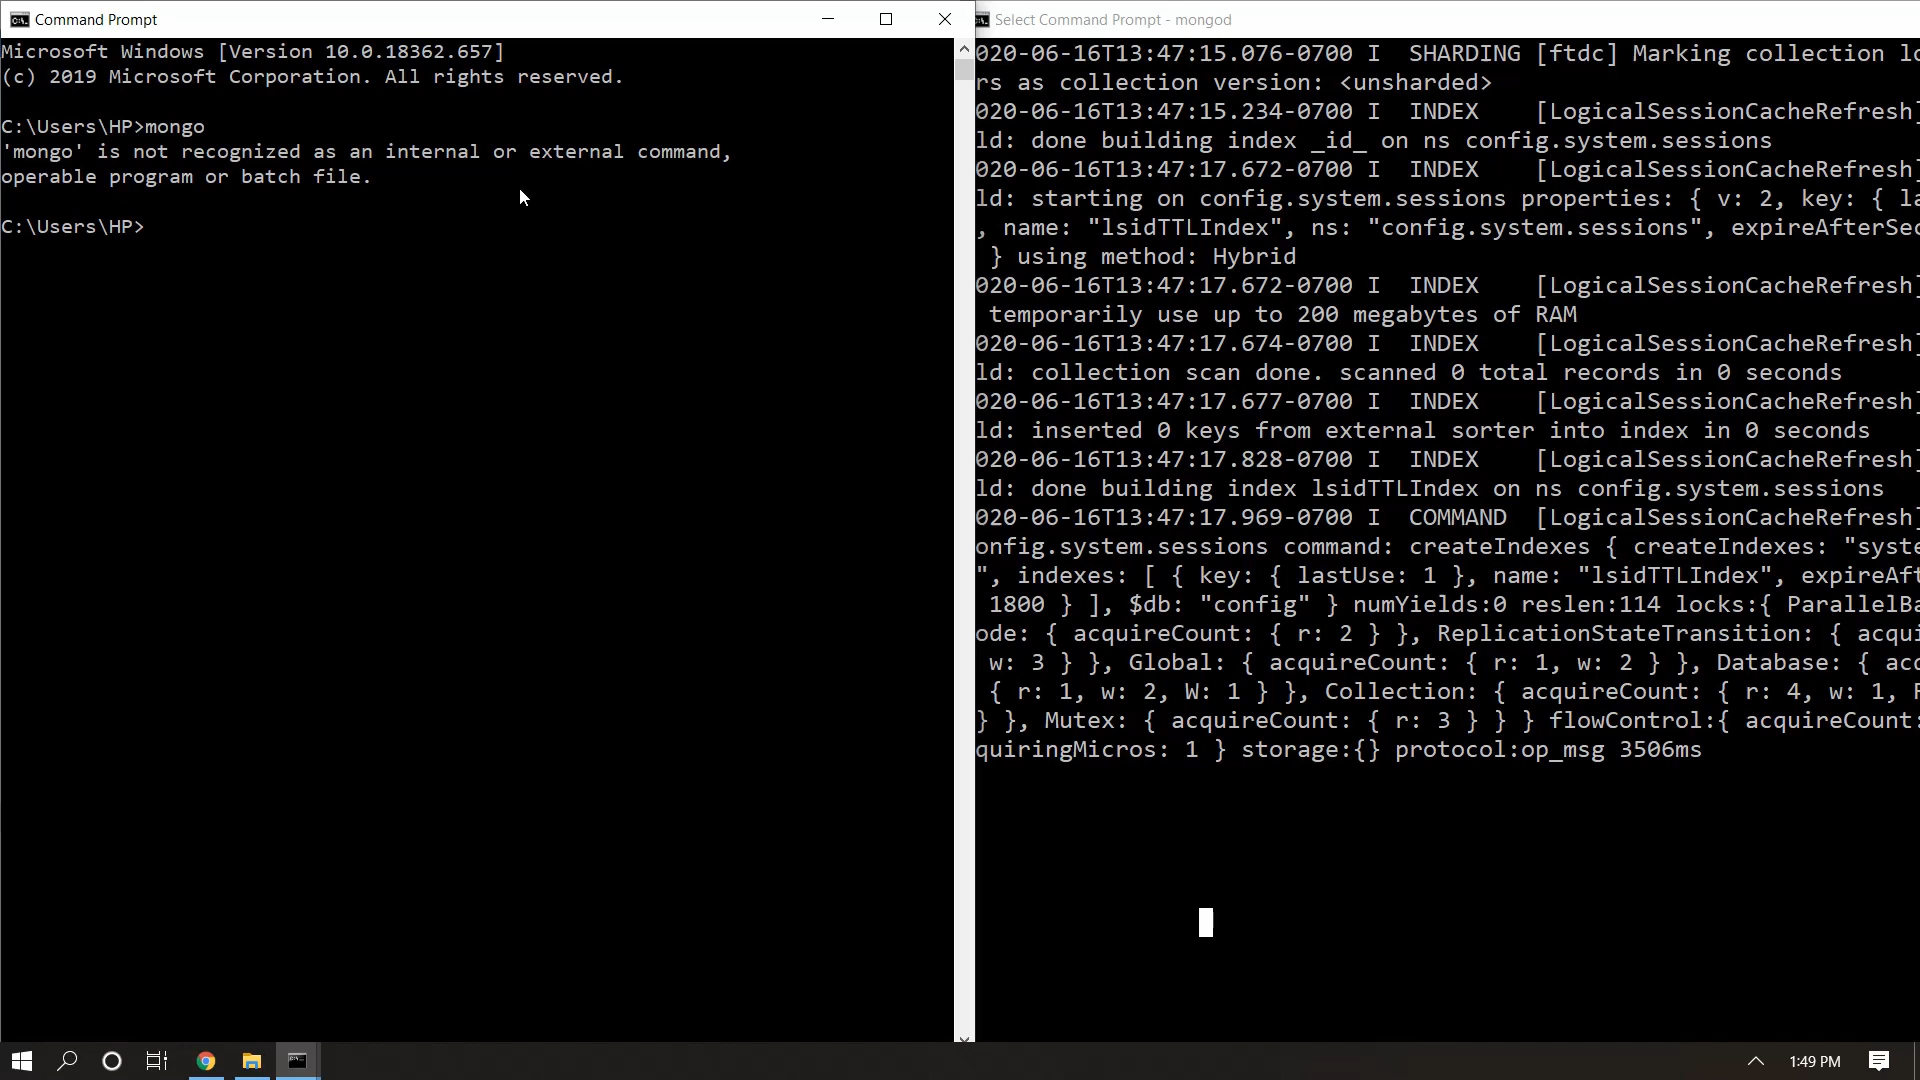 Command Prompt
Microsoft Windows [Version 10.0.18362.657]
(c) 2019 Microsoft Corporation. All rights reserved.
C:\Users\HP>mongo
'mongo' is not recognized as an internal or external command,
operable program or batch file.
C:\Users\HP>
Select Command Prompt - mongod
020-06-16T13:47:15.076-0700 I  SHARDING [ftdc] Marking collection lo
rs as collection version: <unsharded>
020-06-16T13:47:15.234-0700 I  INDEX    [LogicalSessionCacheRefresh]
ld: done building index _id_ on ns config.system.sessions
020-06-16T13:47:17.672-0700 I  INDEX    [LogicalSessionCacheRefresh]
ld: starting on config.system.sessions properties: { v: 2, key: { la
, name: "lsidTTLIndex", ns: "config.system.sessions", expireAfterSec
} using method: Hybrid
020-06-16T13:47:17.672-0700 I  INDEX    [LogicalSessionCacheRefresh]
temporarily use up to 200 megabytes of RAM
020-06-16T13:47:17.674-0700 I  INDEX    [LogicalSessionCacheRefresh]
ld: collection scan done. scanned 0 total records in 0 seconds
020-06-16T13:47:17.677-0700 I  INDEX    [LogicalSessionCacheRefresh]
ld: inserted 0 keys from external sorter into index in 0 seconds
020-06-16T13:47:17.828-0700 I  INDEX    [LogicalSessionCacheRefresh]
ld: done building index lsidTTLIndex on ns config.system.sessions
020-06-16T13:47:17.969-0700 I  COMMAND  [LogicalSessionCacheRefresh]
onfig.system.sessions command: createIndexes { createIndexes: "syste
", indexes: [ { key: { lastUse: 1 }, name: "lsidTTLIndex", expireAft
1800 } ], $db: "config" } numYields:0 reslen:114 locks:{ ParallelBa
ode: { acquireCount: { r: 2 } }, ReplicationStateTransition: { acqui
w: 3 } }, Global: { acquireCount: { r: 1, w: 2 } }, Database: { acq
{ r: 1, w: 2, W: 1 } }, Collection: { acquireCount: { r: 4, w: 1, R
} }, Mutex: { acquireCount: { r: 3 } } } flowControl:{ acquireCount:
quiringMicros: 1 } storage:{} protocol:op_msg 3506ms
1:49 PM